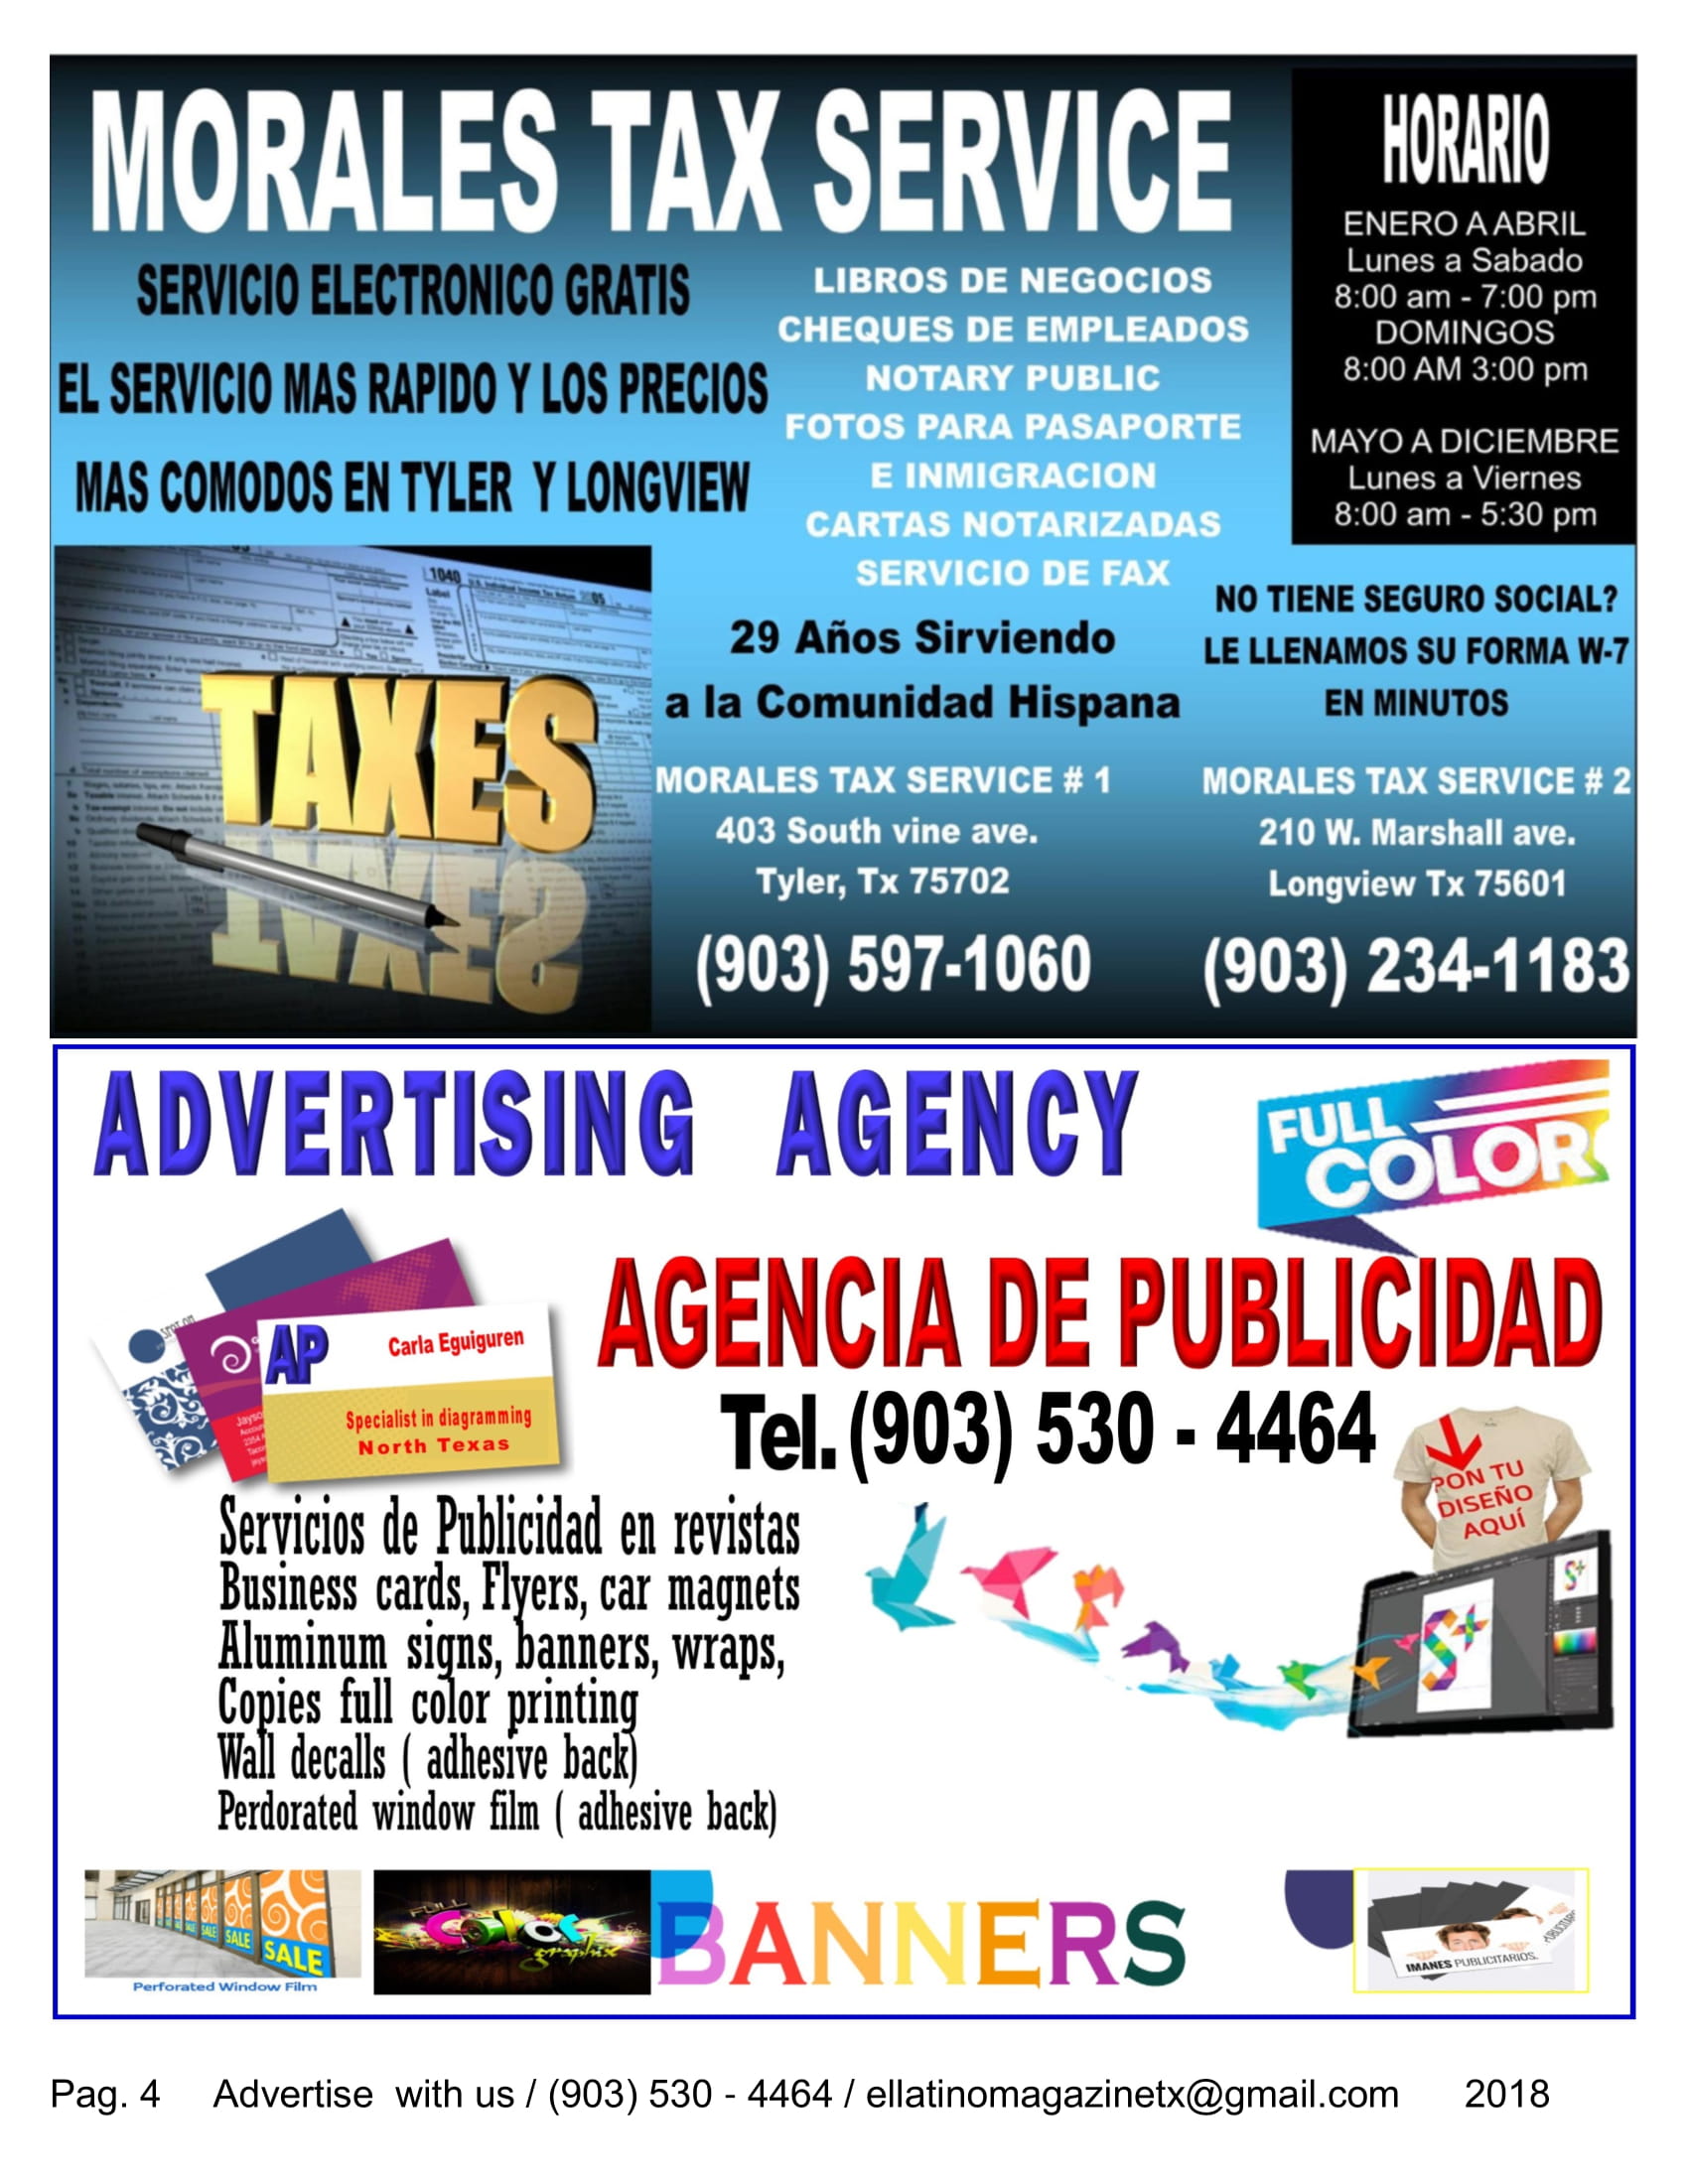 MORALES TAX SERVICE
SERVICIO ELECTRONICO GRATIS
EL SERVICIO MAS RAPIDO Y LOS PRECIOS
MAS COMODOS EN TYLER Y LONGVIEW
LIBROS DE NEGOCIOS
CHEQUES DE EMPLEADOS
NOTARY PUBLIC
FOTOS PARA PASAPORTE
E INMIGRACION
CARTAS NOTARIZADAS
SERVICIO DE FAX
HORARIO
ENERO A ABRIL
Lunes a Sabado
8:00 am - 7:00 pm
DOMINGOS
8:00 AM 3:00 pm
MAYO A DICIEMBRE
Lunes a Viernes
8:00 am - 5:30 pm
1040
Label
TAXES
29 Años Sirviendo
a la Comunidad Hispana
NO TIENE SEGURO SOCIAL?
LE LLENAMOS SU FORMA W-7
EN MINUTOS
MORALES TAX SERVICE # 1
403 South vine ave.
Tyler, Tx 75702
(903) 597-1060
MORALES TAX SERVICE # 2
210 W. Marshall ave.
Longview Tx 75601
(903) 234-1183
ADVERTISING AGENCY
FULL
COLOR
AGENCIA DE PUBLICIDAD
Tel. (903) 530 - 4464
AP
Carla Eguiguren
Specialist in diagramming
North Texas
PON TU
DISEÑO
AQUÍ
S+
S+
Servicios de Publicidad en revistas
Business cards, Flyers, car magnets
Aluminum signs, banners, wraps,
Copies full color printing
Wall decalls ( adhesive back)
Perdorated window film ( adhesive back)
SALE
SALE
SALE
Perforated Window Film
FULL
Color
graphic
BANNERS
IMANES PUBLICITARIOS.
Pag. 4 Advertise with us / (903) 530 - 4464 / ellatinomagazinetx@gmail.com 2018